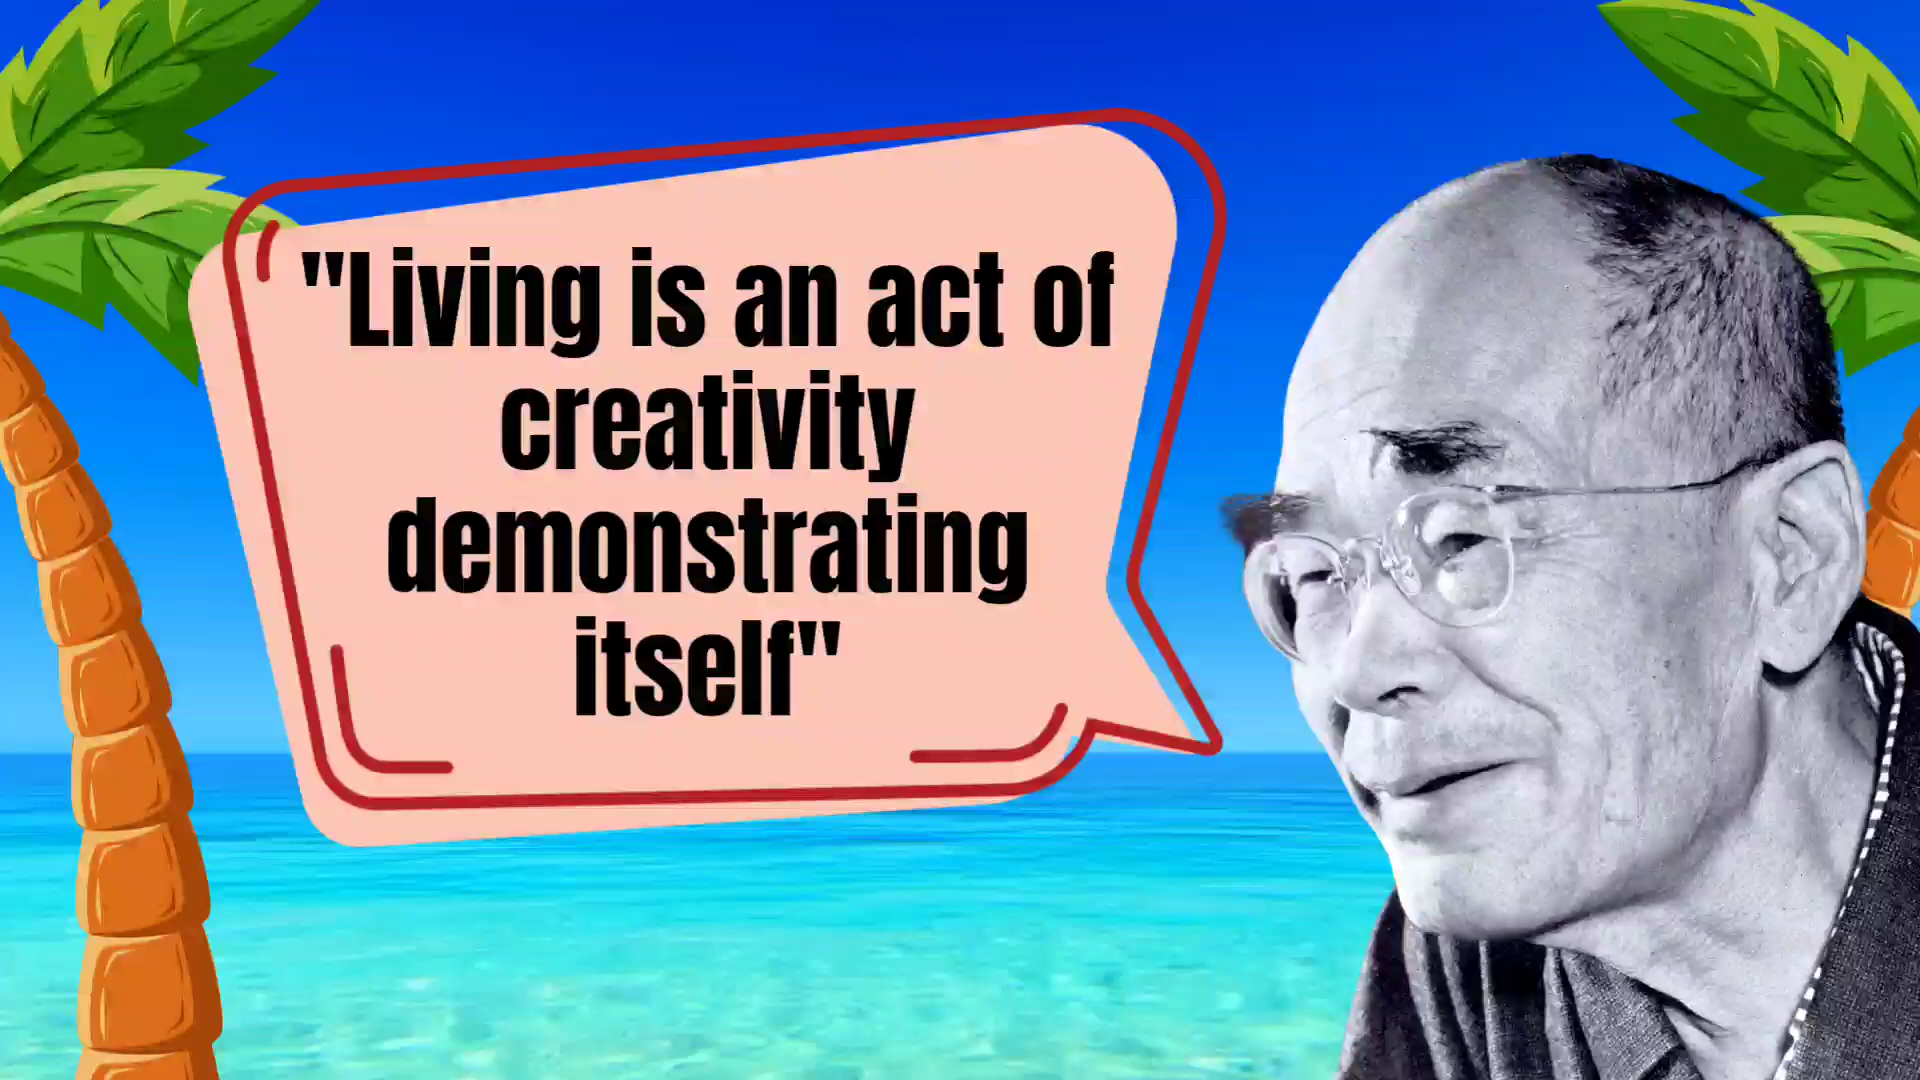 "Living is an act of
creativity
demonstrating
itself"